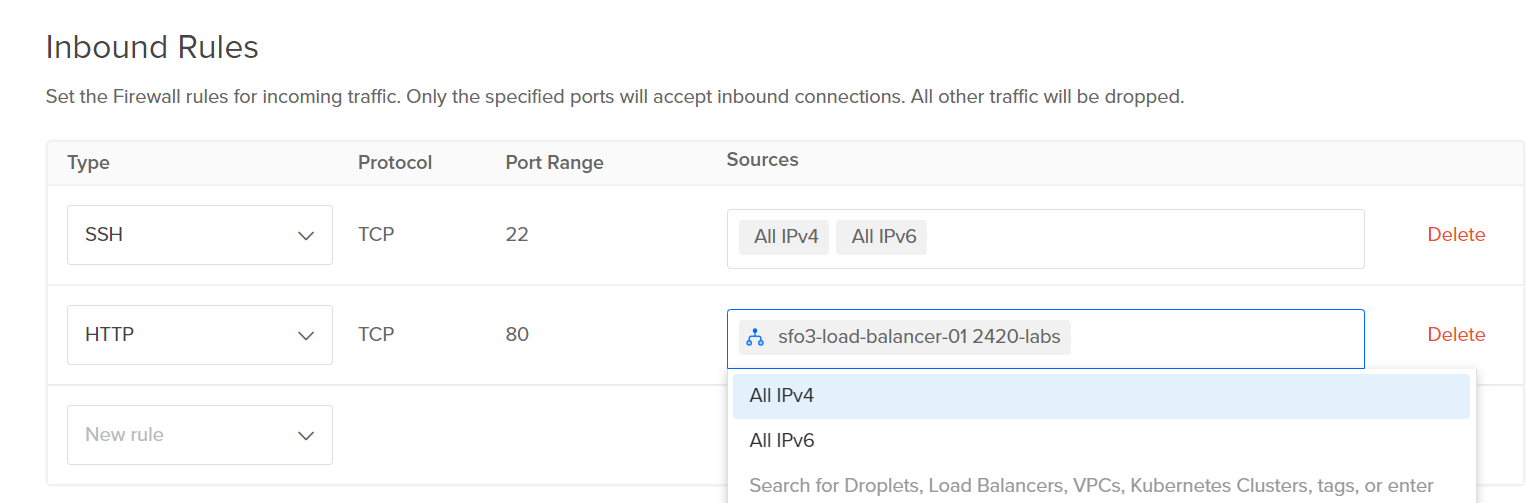 Inbound Rules
Set the Firewall rules for incoming traffic. Only the specified ports will accept inbound connections. All other traffic will be dropped.
Type Protocol Port Range Sources
SSH TCP 22 All IPv4 All IPv6 Delete
HTTP TCP 80 sfo3-load-balancer-01 2420-labs Delete
All IPv4
New rule
All IPv6
Search for Droplets, Load Balancers, VPCs, Kubernetes Clusters, tags, or enter